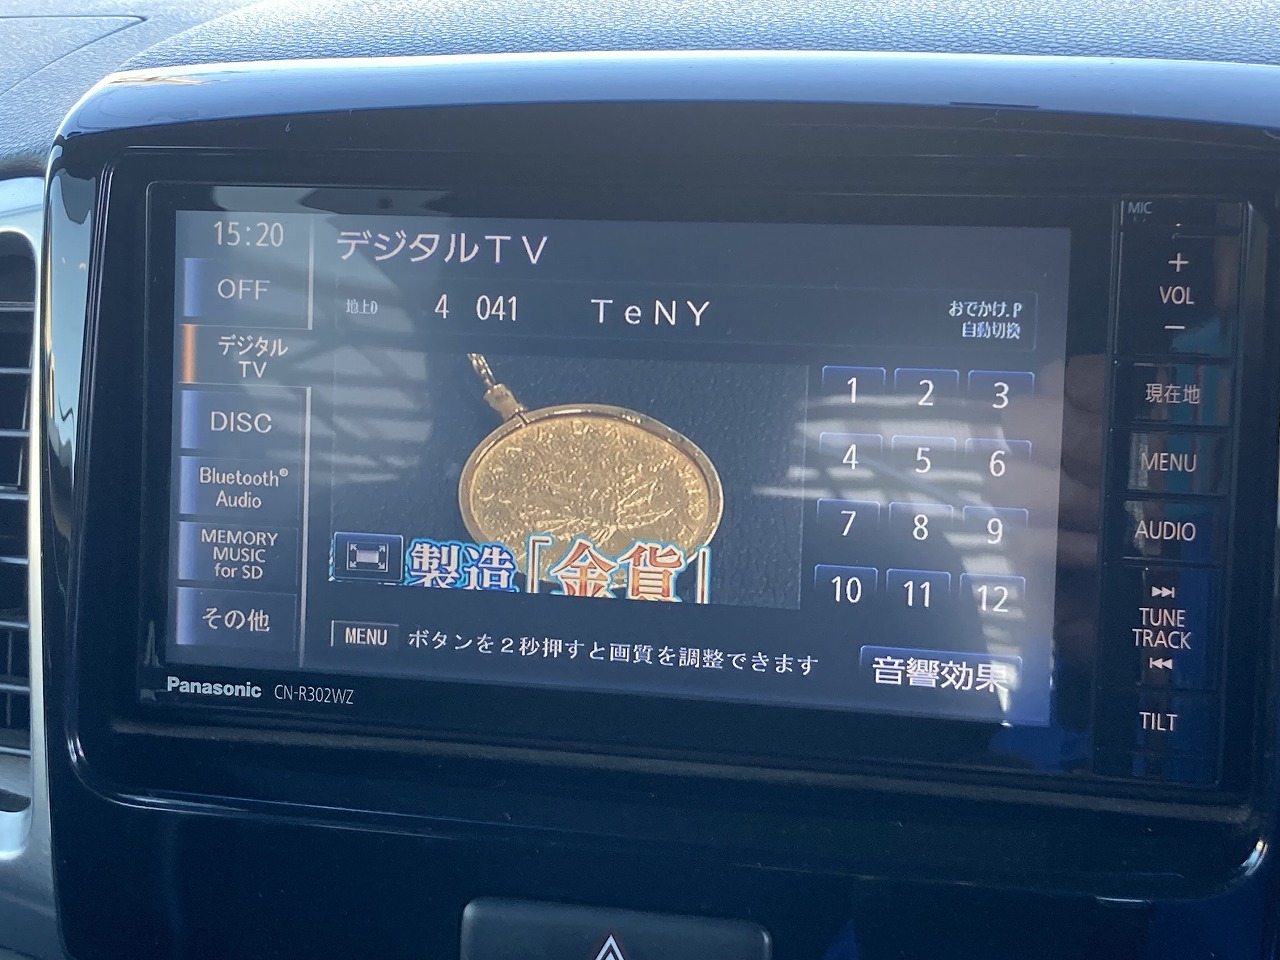 MIC
15:20
デジタルTV
OFF
地上D 4 041 TeNY
おでかけ.P
自動切換
デジタル
TV
DISC
Bluetooth®
Audio
MEMORY
MUSIC
for SD
その他
1 2 3
4 5 6
7 8 9
10 11 12
製造「金貨」
MENU ボタンを2秒押すと画質を調整できます
音響効果
Panasonic CN-R302WZ
+
VOL
−
現在地
MENU
AUDIO
TUNE
TRACK
TILT